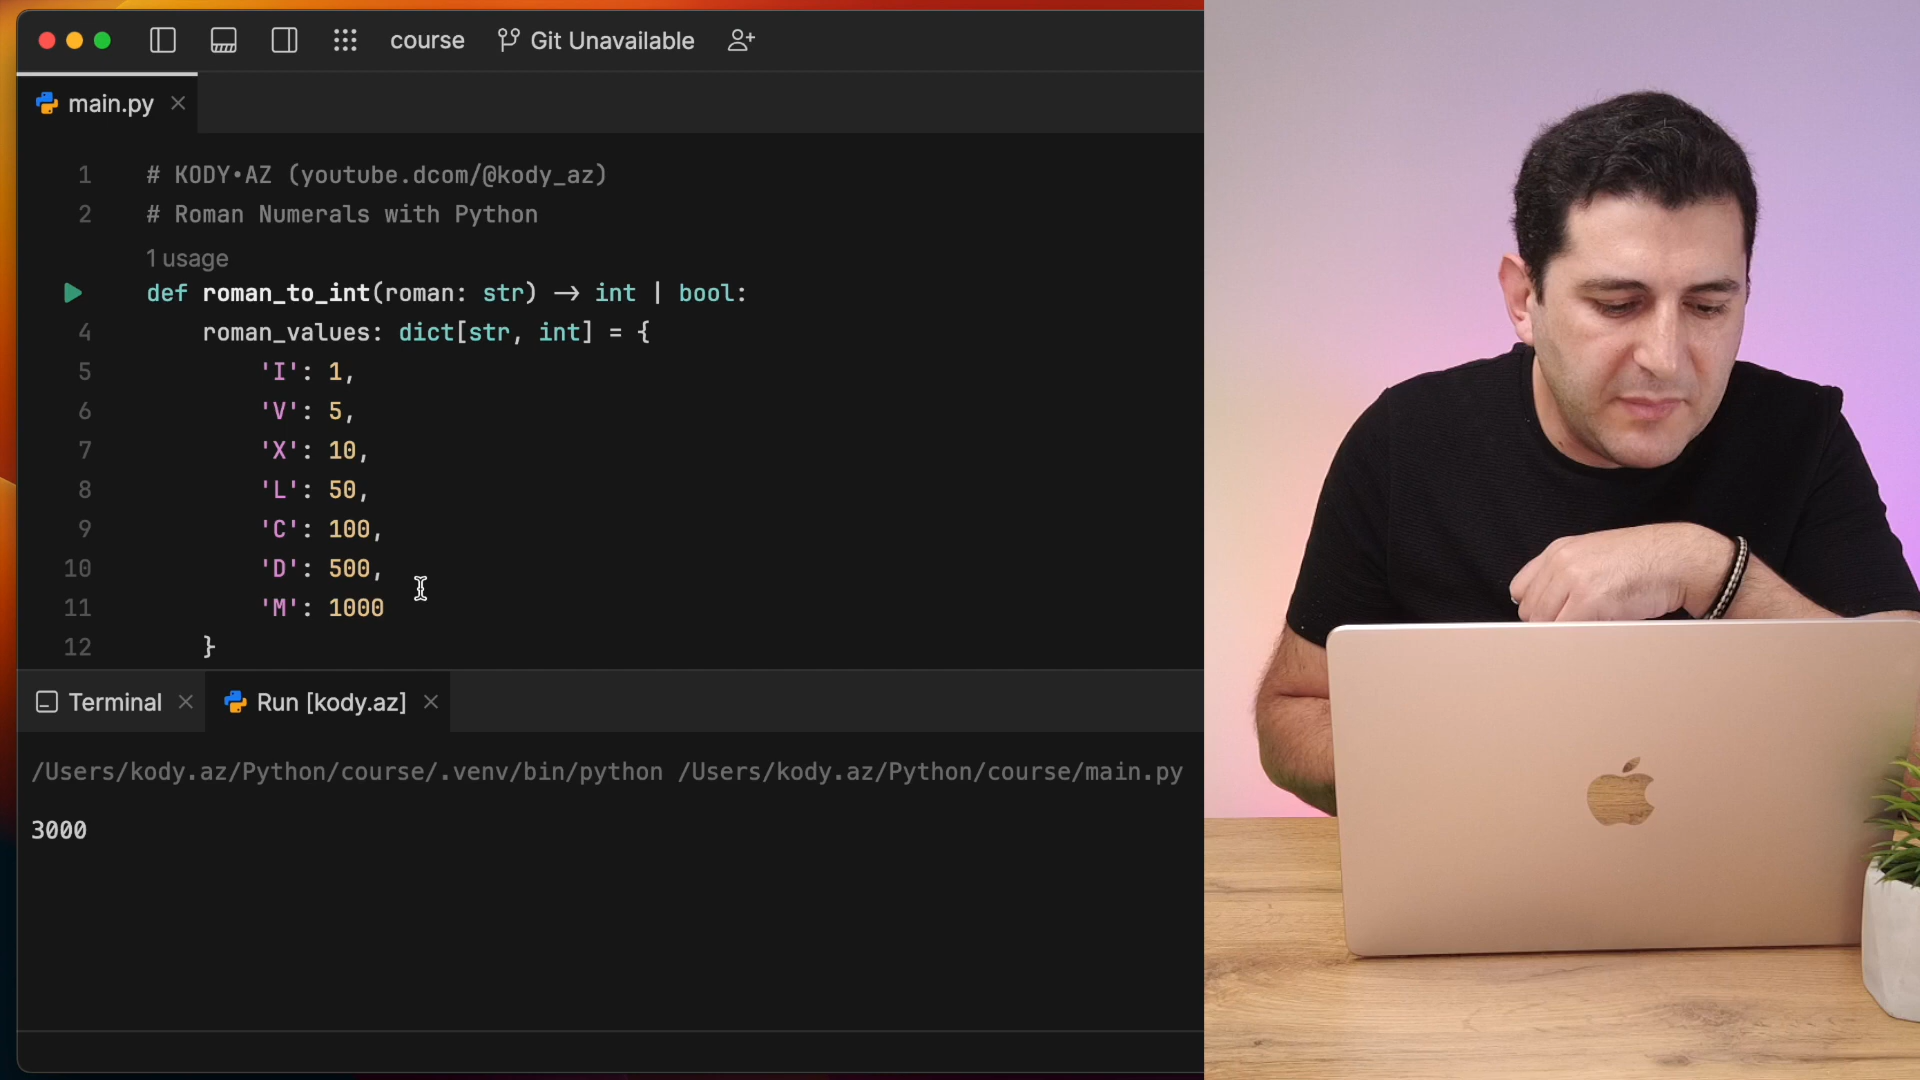 course Git Unavailable
main.py
1 # KODY•AZ (youtube.dcom/@kody_az)
2 # Roman Numerals with Python
1 usage
def roman_to_int(roman: str) -> int | bool:
4 roman_values: dict[str, int] = {
5 'I': 1,
6 'V': 5,
7 'X': 10,
8 'L': 50,
9 'C': 100,
10 'D': 500,
11 'M': 1000
12 }
Terminal Run [kody.az]
/Users/kody.az/Python/course/.venv/bin/python /Users/kody.az/Python/course/main.py
3000